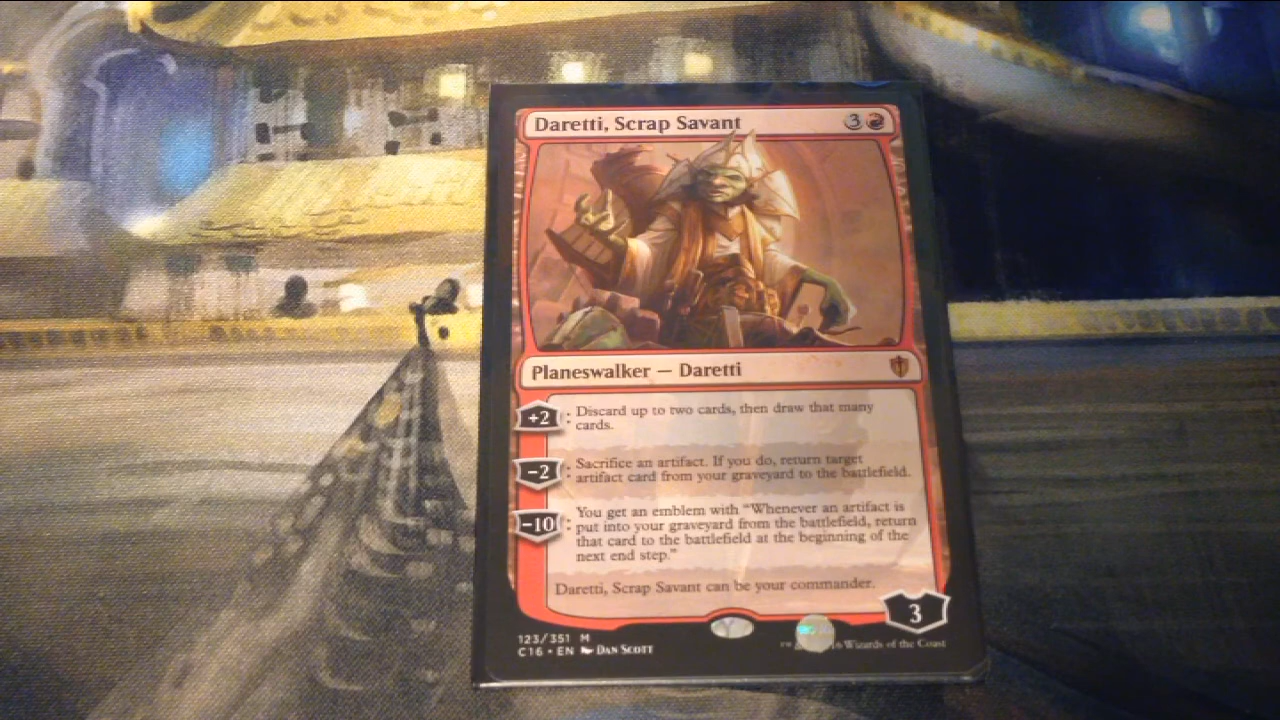 Daretti, Scrap Savant 3
Planeswalker — Daretti
+2 : Discard up to two cards, then draw that many
cards.
-2 : Sacrifice an artifact. If you do, return target
artifact card from your graveyard to the battlefield.
-10 : You get an emblem with “Whenever an artifact is
put into your graveyard from the battlefield, return
that card to the battlefield at the beginning of the
next end step.”
Daretti, Scrap Savant can be your commander.
3
123/351 M
C16 • EN Dan Scott
Wizards of the Coast